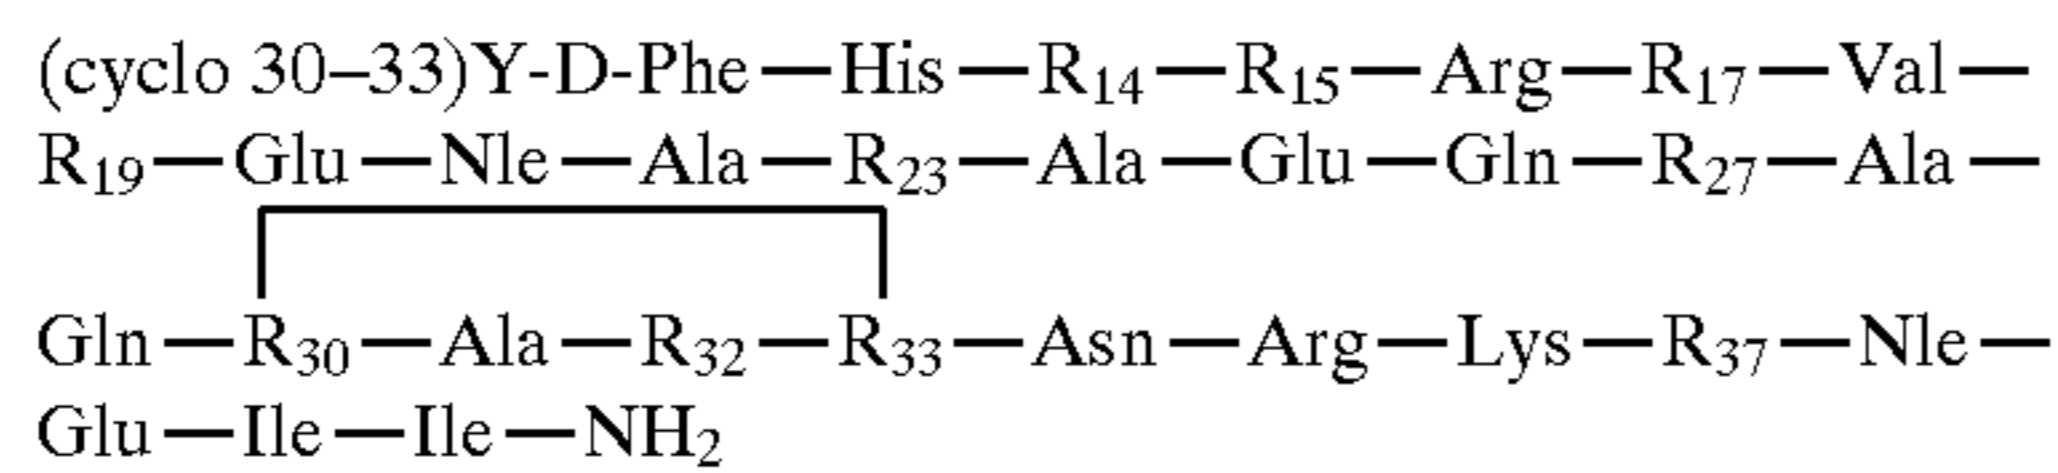 (cyclo 30–33)Y-D-Phe—His—R₁₄—R₁₅—Arg—R₁₇—Val—
R₁₉—Glu—Nle—Ala—R₂₃—Ala—Glu—Gln—R₂₇—Ala—
Gln—R₃₀—Ala—R₃₂—R₃₃—Asn—Arg—Lys—R₃₇—Nle—
Glu—Ile—Ile—NH₂